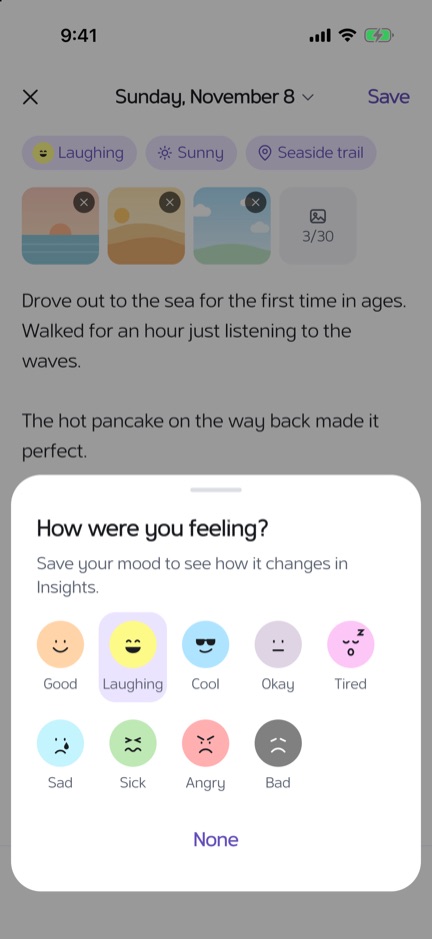 9:41
Sunday, November 8
Save
Laughing
Sunny
Seaside trail
3/30
Drove out to the sea for the first time in ages.
Walked for an hour just listening to the
waves.
The hot pancake on the way back made it
perfect.
How were you feeling?
Save your mood to see how it changes in
Insights.
Good
Laughing
Cool
Okay
Tired
Sad
Sick
Angry
Bad
None